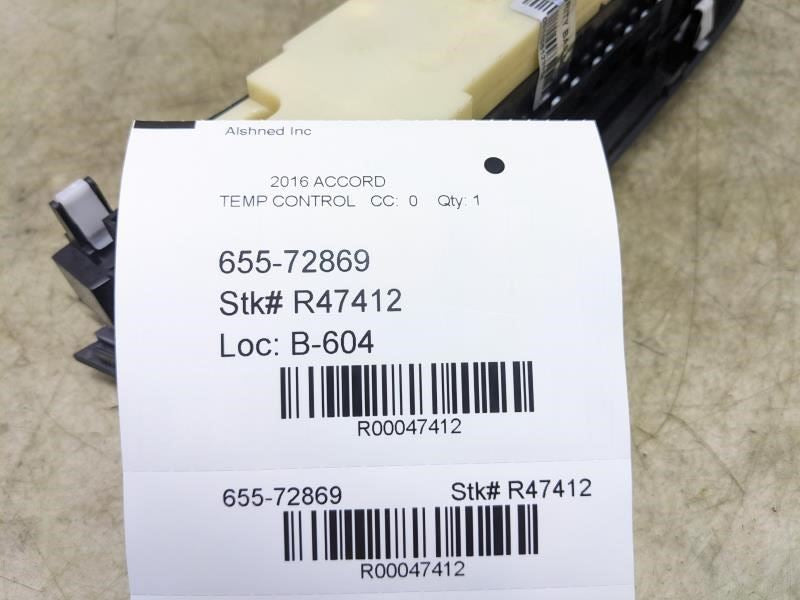 Alshned Inc
2016 ACCORD
TEMP CONTROL CC: 0 Qty: 1
655-72869
Stk# R47412
Loc: B-604
R00047412
655-72869 Stk# R47412
R00047412